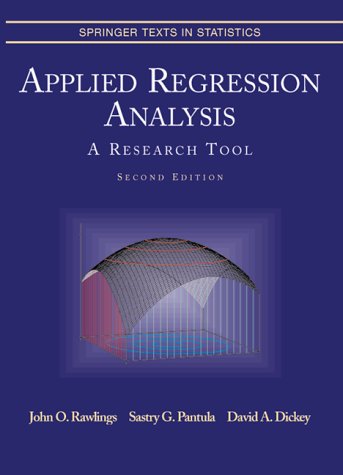 SPRINGER TEXTS IN STATISTICS
APPLIED REGRESSION
ANALYSIS
A RESEARCH TOOL
SECOND EDITION
John O. Rawlings Sastry G. Pantula David A. Dickey